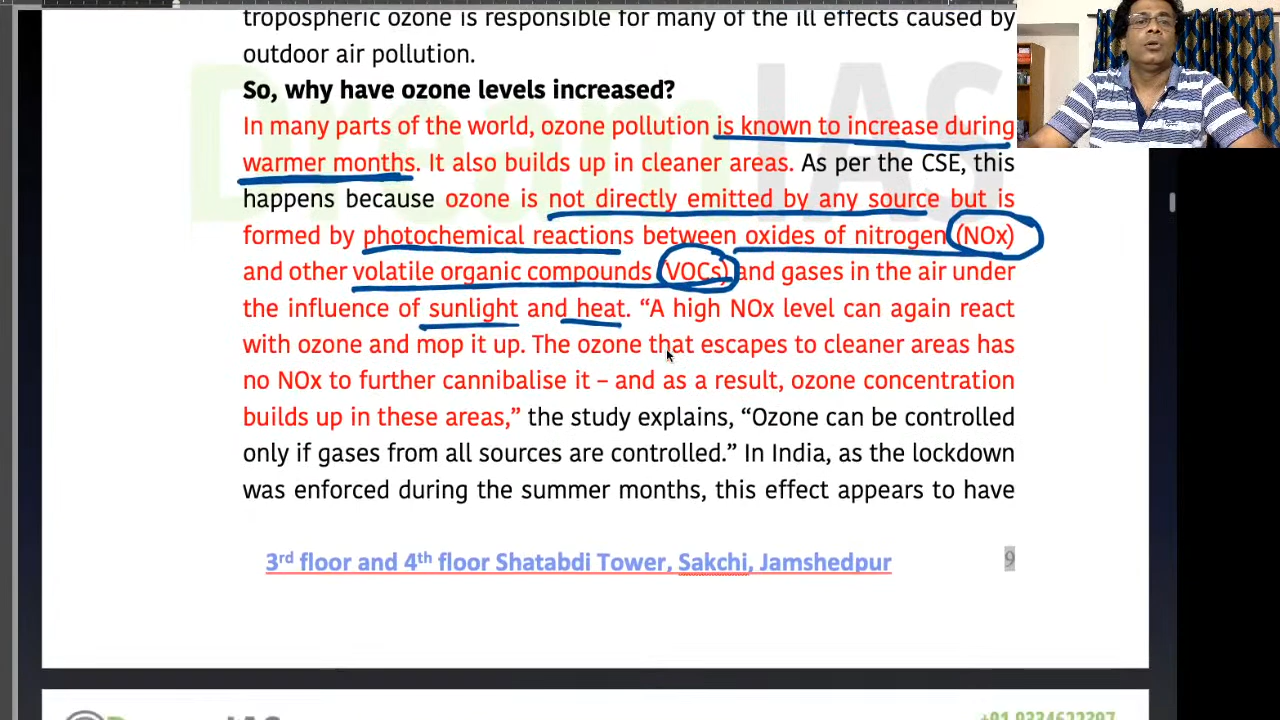 tropospheric ozone is responsible for many of the ill effects caused by
outdoor air pollution.
So, why have ozone levels increased?
In many parts of the world, ozone pollution is known to increase during
warmer months. It also builds up in cleaner areas. As per the CSE, this
happens because ozone is not directly emitted by any source but is
formed by photochemical reactions between oxides of nitrogen (NOx)
and other volatile organic compounds (VOCs) and gases in the air under
the influence of sunlight and heat. “A high NOx level can again react
with ozone and mop it up. The ozone that escapes to cleaner areas has
no NOx to further cannibalise it – and as a result, ozone concentration
builds up in these areas,” the study explains, “Ozone can be controlled
only if gases from all sources are controlled.” In India, as the lockdown
was enforced during the summer months, this effect appears to have
3rd floor and 4th floor Shatabdi Tower, Sakchi, Jamshedpur
9
Dream IAS
+91 9334622397